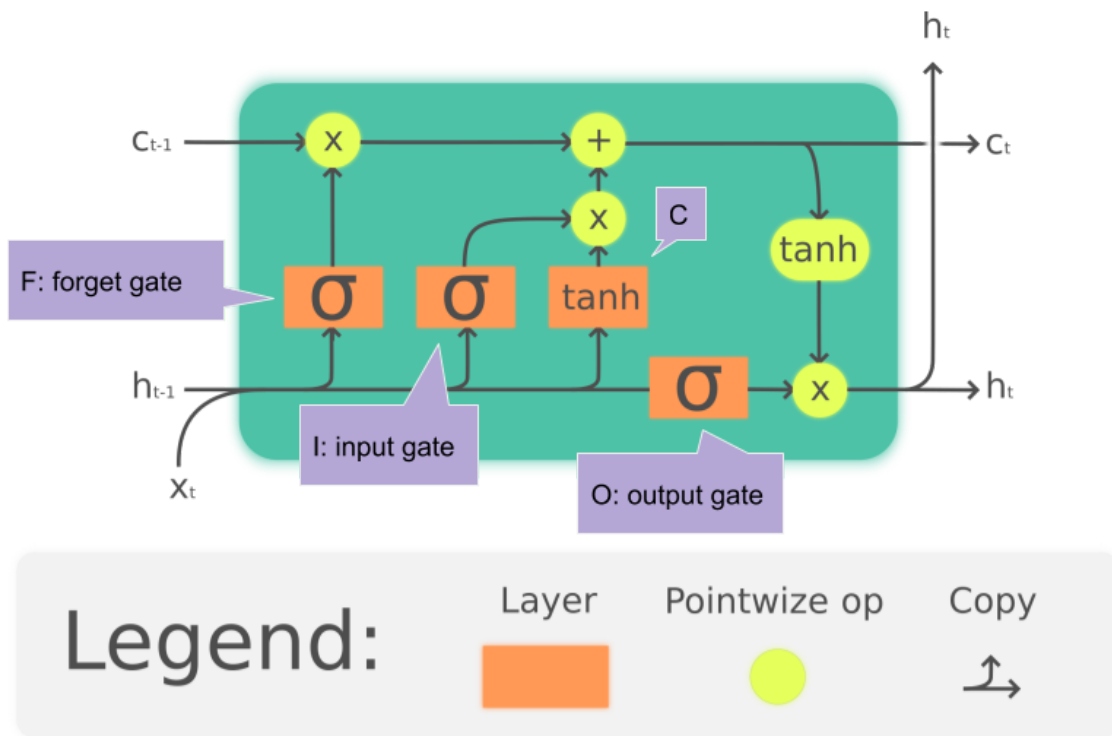 hₜ
cₜ₋₁
x
+
cₜ
x
C
tanh
F: forget gate
σ
σ
tanh
hₜ₋₁
σ
x
hₜ
I: input gate
xₜ
O: output gate
Legend:
Layer
Pointwize op
Copy